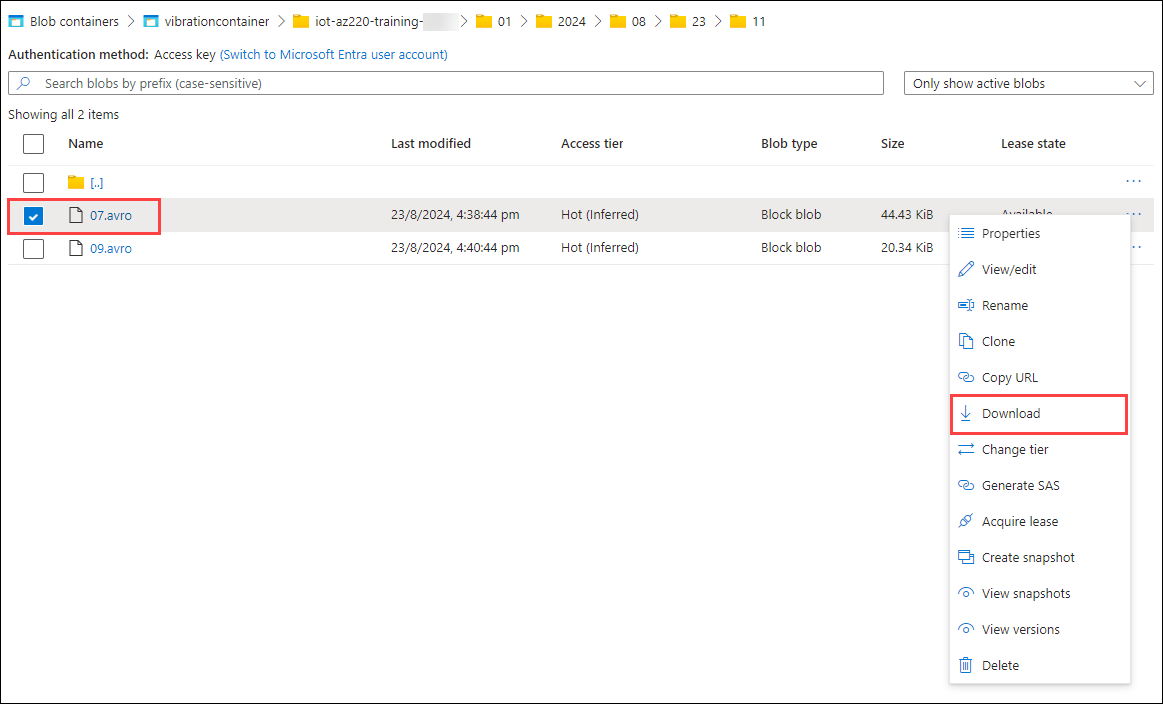 Blob containers > vibrationcontainer > iot-az220-training- > 01 > 2024 > 08 > 23 > 11
Authentication method: Access key (Switch to Microsoft Entra user account)
Search blobs by prefix (case-sensitive)
Only show active blobs
Showing all 2 items
Name Last modified Access tier Blob type Size Lease state
[..] ...
07.avro 23/8/2024, 4:38:44 pm Hot (Inferred) Block blob 44.43 KiB Available ...
09.avro 23/8/2024, 4:40:44 pm Hot (Inferred) Block blob 20.34 KiB
Properties
View/edit
Rename
Clone
Copy URL
Download
Change tier
Generate SAS
Acquire lease
Create snapshot
View snapshots
View versions
Delete